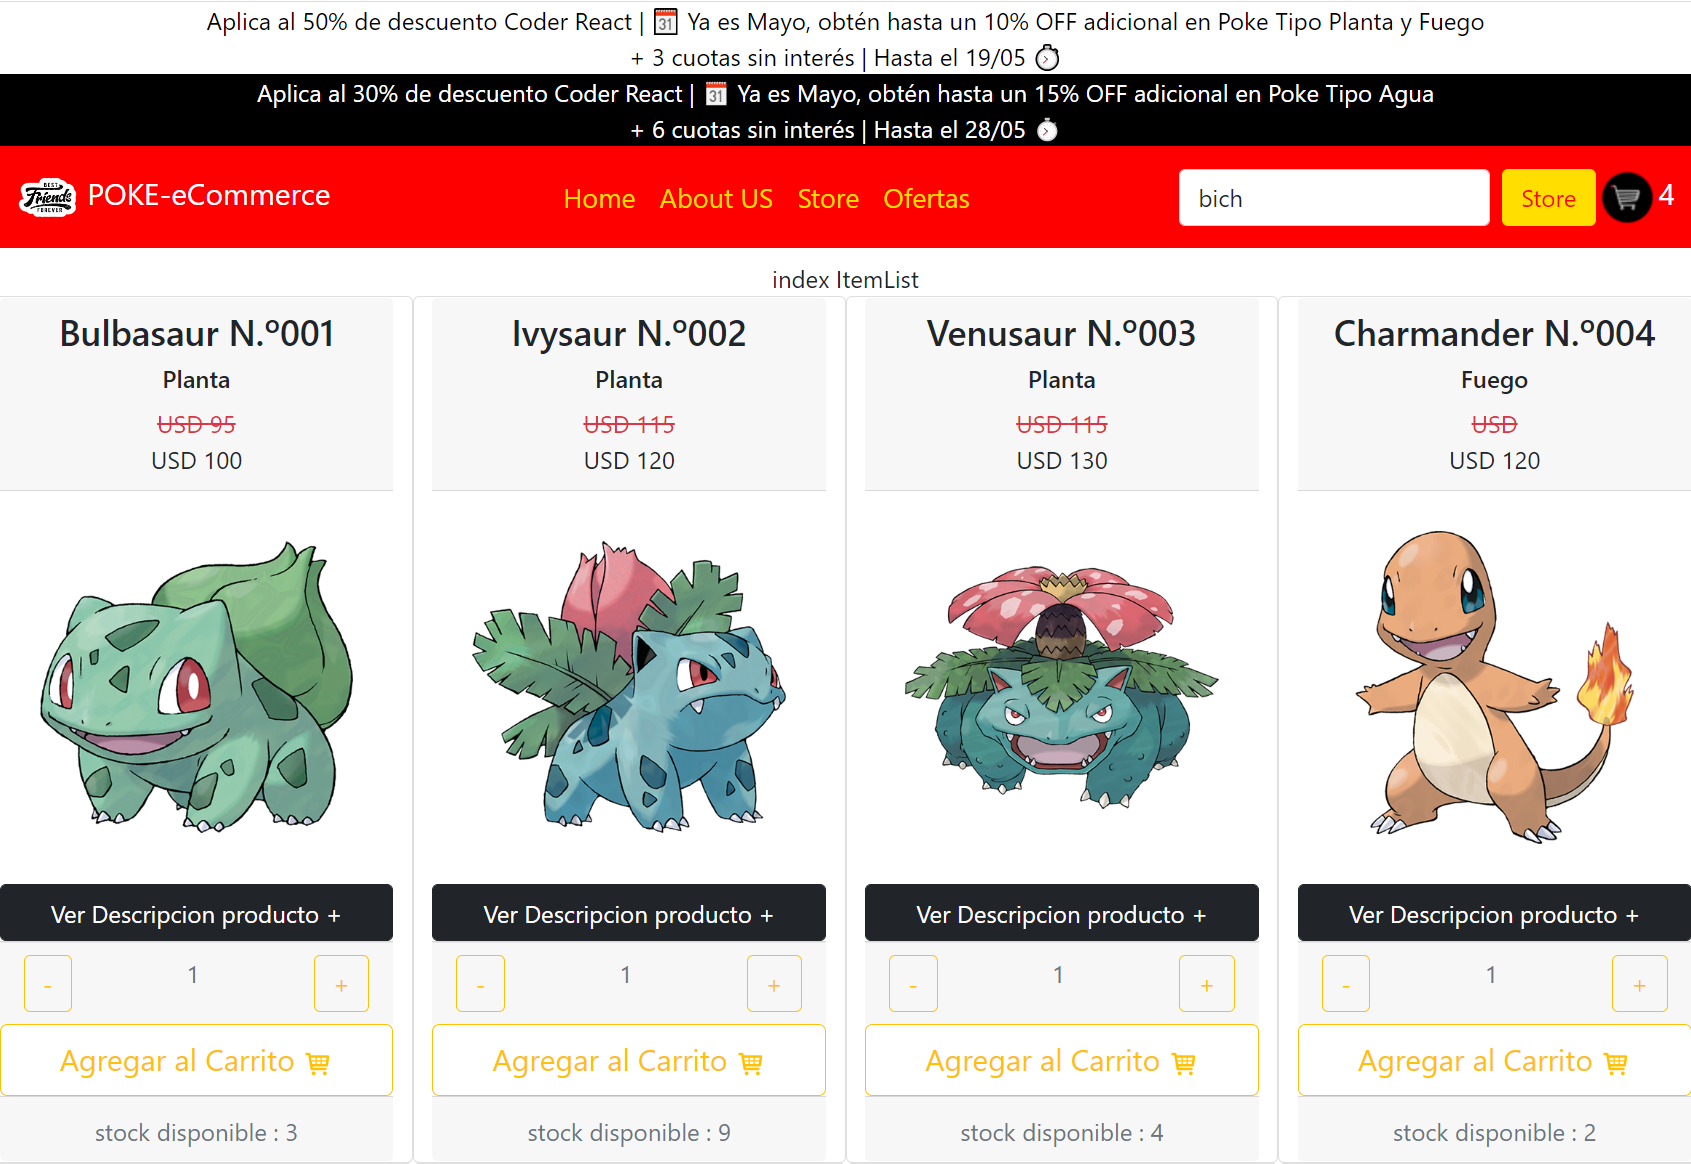 Aplica al 50% de descuento Coder React | 📅 Ya es Mayo, obtén hasta un 10% OFF adicional en Poke Tipo Planta y Fuego
+ 3 cuotas sin interés | Hasta el 19/05 ⏱
Aplica al 30% de descuento Coder React | 📅 Ya es Mayo, obtén hasta un 15% OFF adicional en Poke Tipo Agua
+ 6 cuotas sin interés | Hasta el 28/05 ⏱
BEST
Friends
FOREVER
POKE-eCommerce
Home About US Store Ofertas
bich
Store
4
index ItemList
Bulbasaur N.º001
Planta
USD 95
USD 100
Ver Descripcion producto +
- 1 +
Agregar al Carrito
stock disponible : 3
Ivysaur N.º002
Planta
USD 115
USD 120
Ver Descripcion producto +
- 1 +
Agregar al Carrito
stock disponible : 9
Venusaur N.º003
Planta
USD 115
USD 130
Ver Descripcion producto +
- 1 +
Agregar al Carrito
stock disponible : 4
Charmander N.º004
Fuego
USD
USD 120
Ver Descripcion producto +
- 1 +
Agregar al Carrito
stock disponible : 2